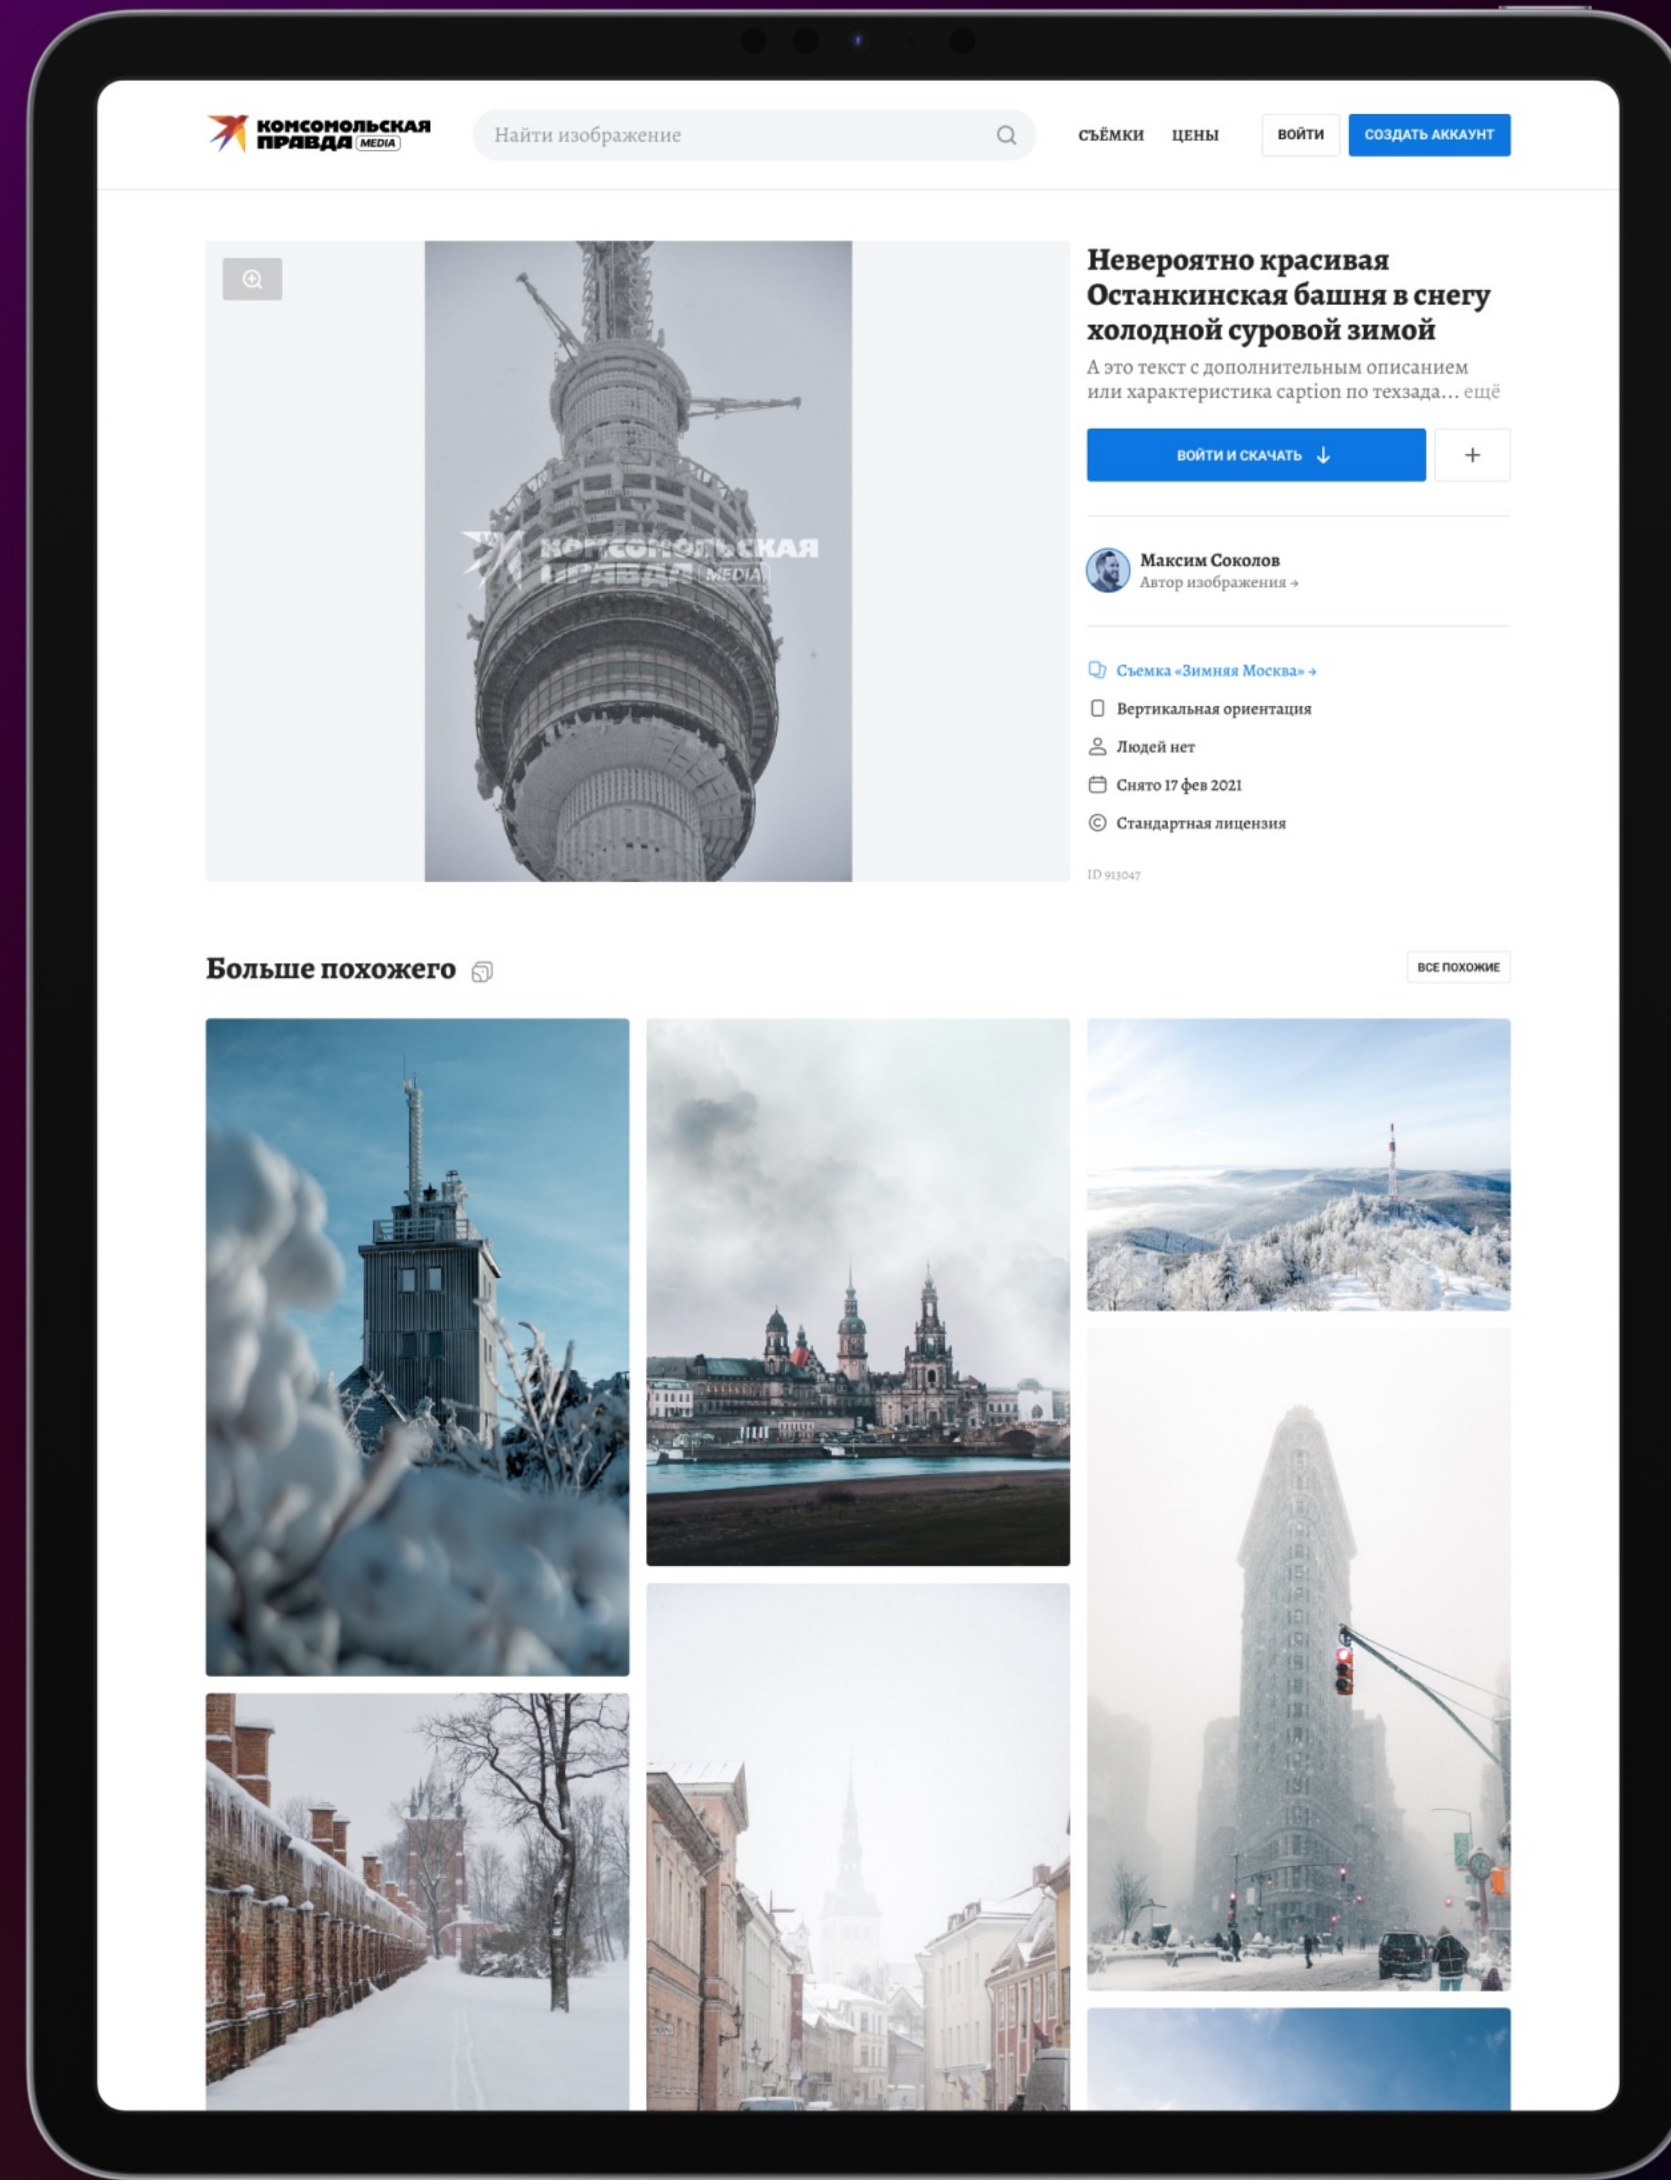 КОМСОМОЛЬСКАЯ
ПРАВДА MEDIA
Найти изображение
СЪЁМКИ
ЦЕНЫ
ВОЙТИ
СОЗДАТЬ АККАУНТ
КОМСОМОЛЬСКАЯ
ПРАВДА MEDIA
Невероятно красивая
Останкинская башня в снегу
холодной суровой зимой
А это текст с дополнительным описанием
или характеристика caption по техзада... ещё
ВОЙТИ И СКАЧАТЬ ↓
+
Максим Соколов
Автор изображения →
Съемка «Зимняя Москва» →
Вертикальная ориентация
Людей нет
Снято 17 фев 2021
© Стандартная лицензия
ID 913047
Больше похожего
ВСЕ ПОХОЖИЕ